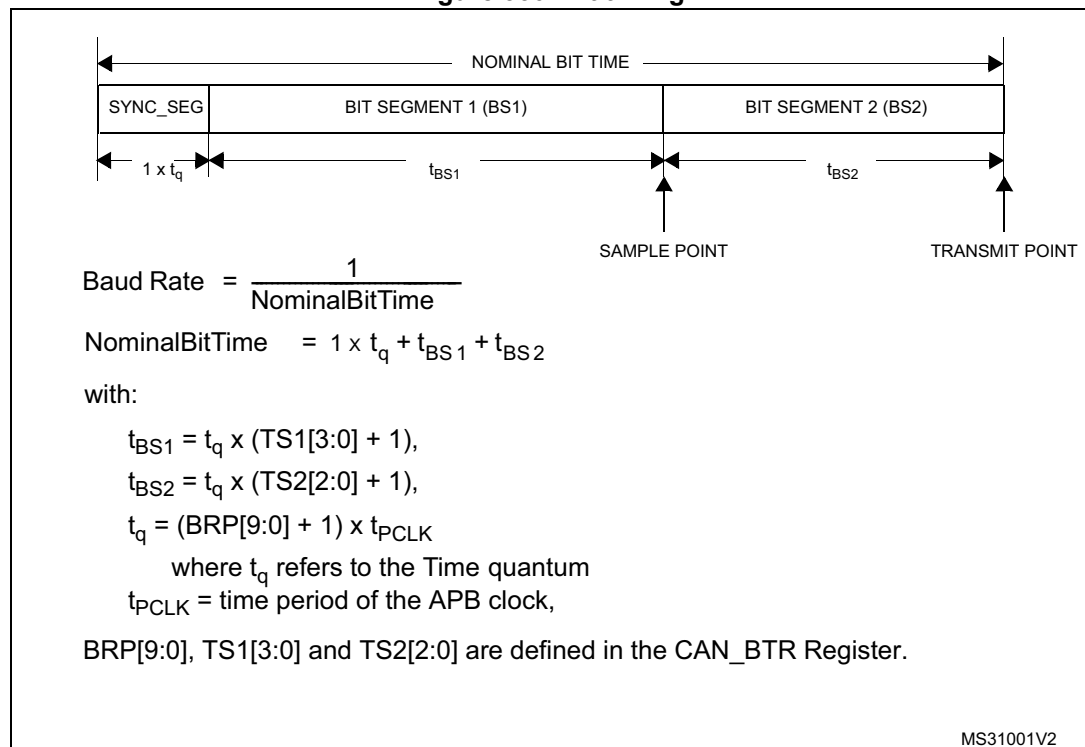 NOMINAL BIT TIME
SYNC_SEG BIT SEGMENT 1 (BS1) BIT SEGMENT 2 (BS2)
1 x tq tBS1 tBS2
SAMPLE POINT TRANSMIT POINT
Baud Rate = 1
NominalBitTime
NominalBitTime = 1 × tq + tBS1 + tBS2
with:
tBS1 = tq x (TS1[3:0] + 1),
tBS2 = tq x (TS2[2:0] + 1),
tq = (BRP[9:0] + 1) x tPCLK
where tq refers to the Time quantum
tPCLK = time period of the APB clock,
BRP[9:0], TS1[3:0] and TS2[2:0] are defined in the CAN_BTR Register.
MS31001V2